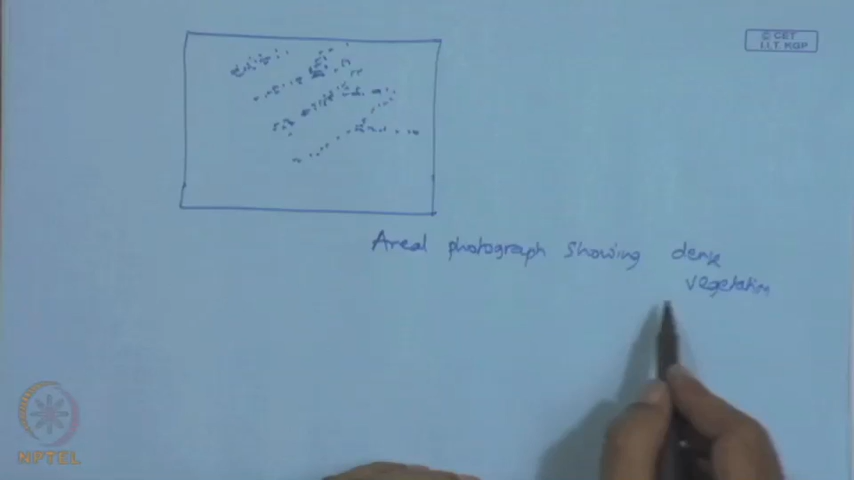 © CET
I.I.T. KGP
Areal photograph showing dense
vegetation
NPTEL